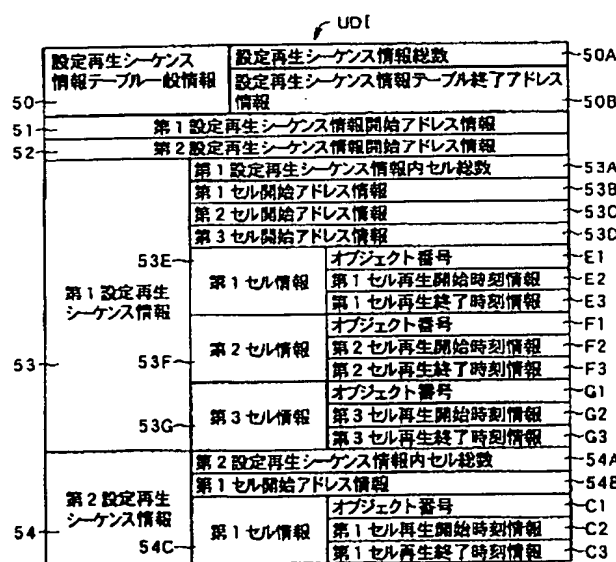 UDI
設定再生シーケンス
情報テーブル一般情報
設定再生シーケンス情報総数
50A
設定再生シーケンス情報テーブル終了アドレス
情報
50
50B
51
第1設定再生シーケンス情報開始アドレス情報
52
第2設定再生シーケンス情報開始アドレス情報
第1設定再生シーケンス情報内セル総数
53A
第1セル開始アドレス情報
53B
第2セル開始アドレス情報
53C
第3セル開始アドレス情報
53D
53E
オブジェクト番号
E1
第1セル情報
第1セル再生開始時刻情報
E2
第1セル再生終了時刻情報
E3
第1設定再生
シーケンス情報
オブジェクト番号
F1
第2セル情報
第2セル再生開始時刻情報
F2
53
53F
第2セル再生終了時刻情報
F3
オブジェクト番号
G1
第3セル情報
第3セル再生開始時刻情報
G2
53G
第3セル再生終了時刻情報
G3
第2設定再生シーケンス情報内セル総数
54A
第1セル開始アドレス情報
54B
第2設定再生
シーケンス情報
オブジェクト番号
C1
54
第1セル情報
第1セル再生開始時刻情報
C2
54C
第1セル再生終了時刻情報
C3